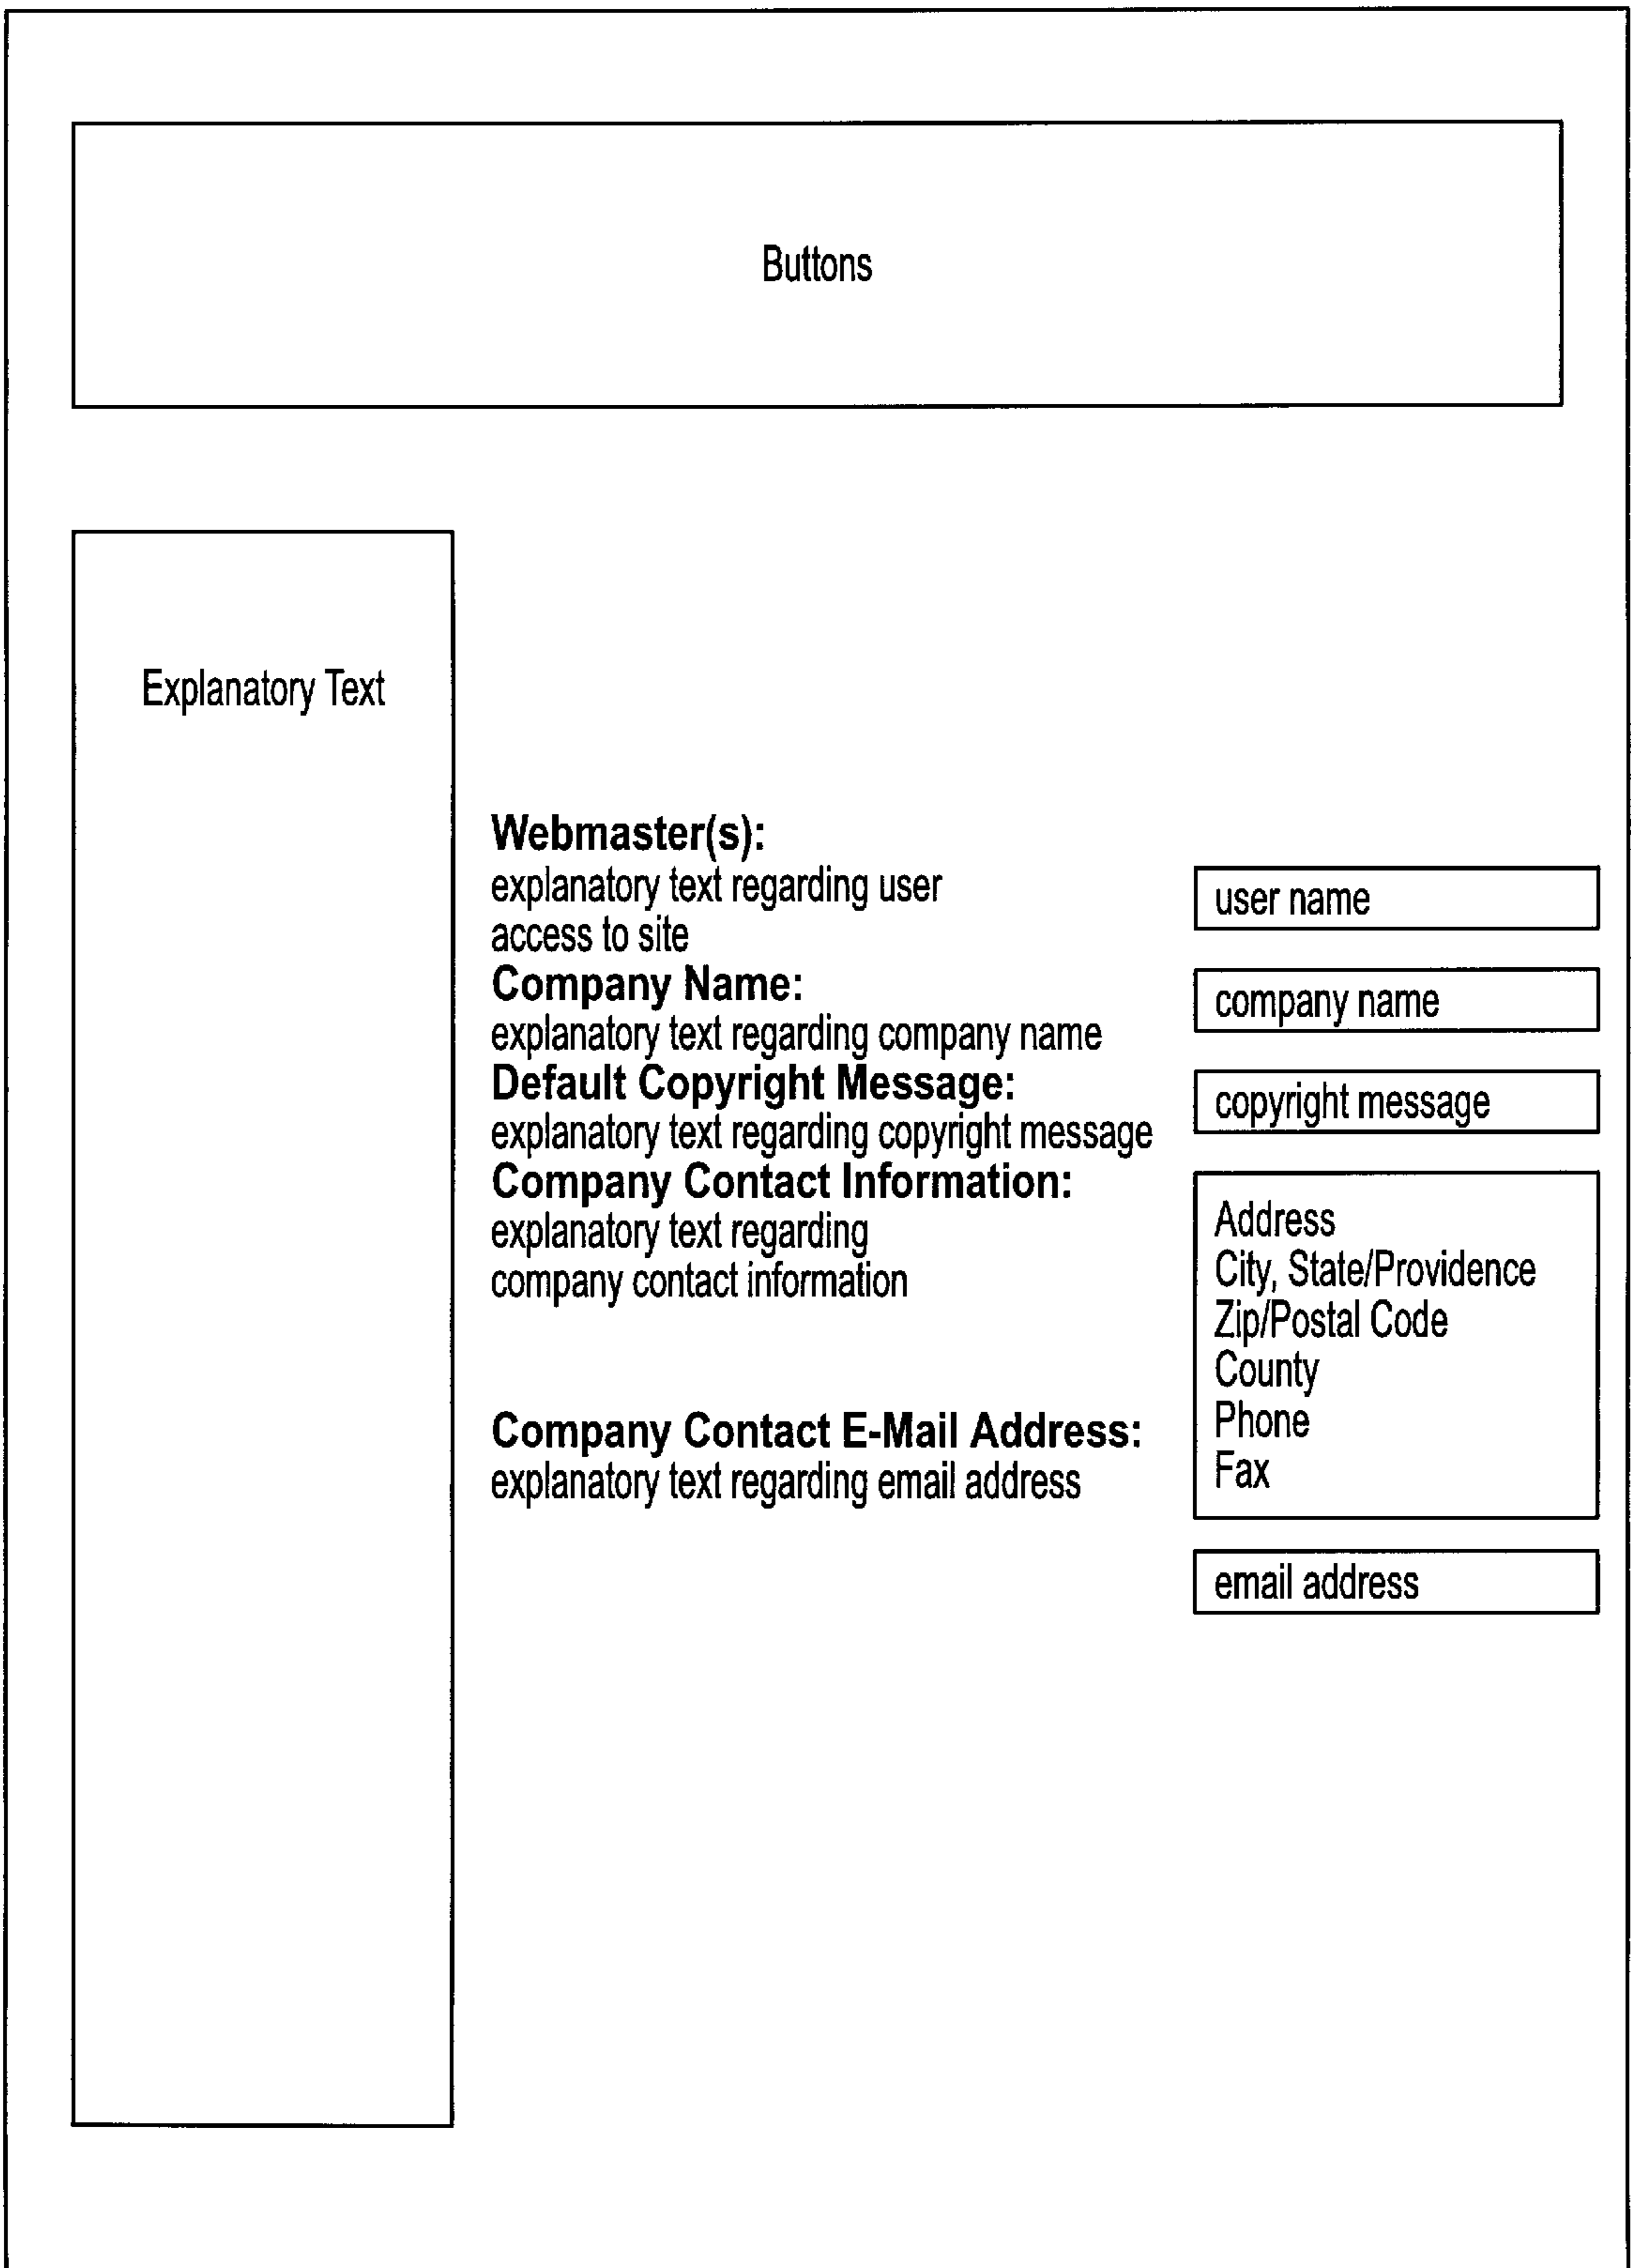 Buttons
Explanatory Text
Webmaster(s):
explanatory text regarding user
access to site
user name
Company Name:
explanatory text regarding company name
company name
Default Copyright Message:
explanatory text regarding copyright message
copyright message
Company Contact Information:
explanatory text regarding
company contact information
Address
City, State/Providence
Zip/Postal Code
County
Phone
Fax
Company Contact E-Mail Address:
explanatory text regarding email address
email address